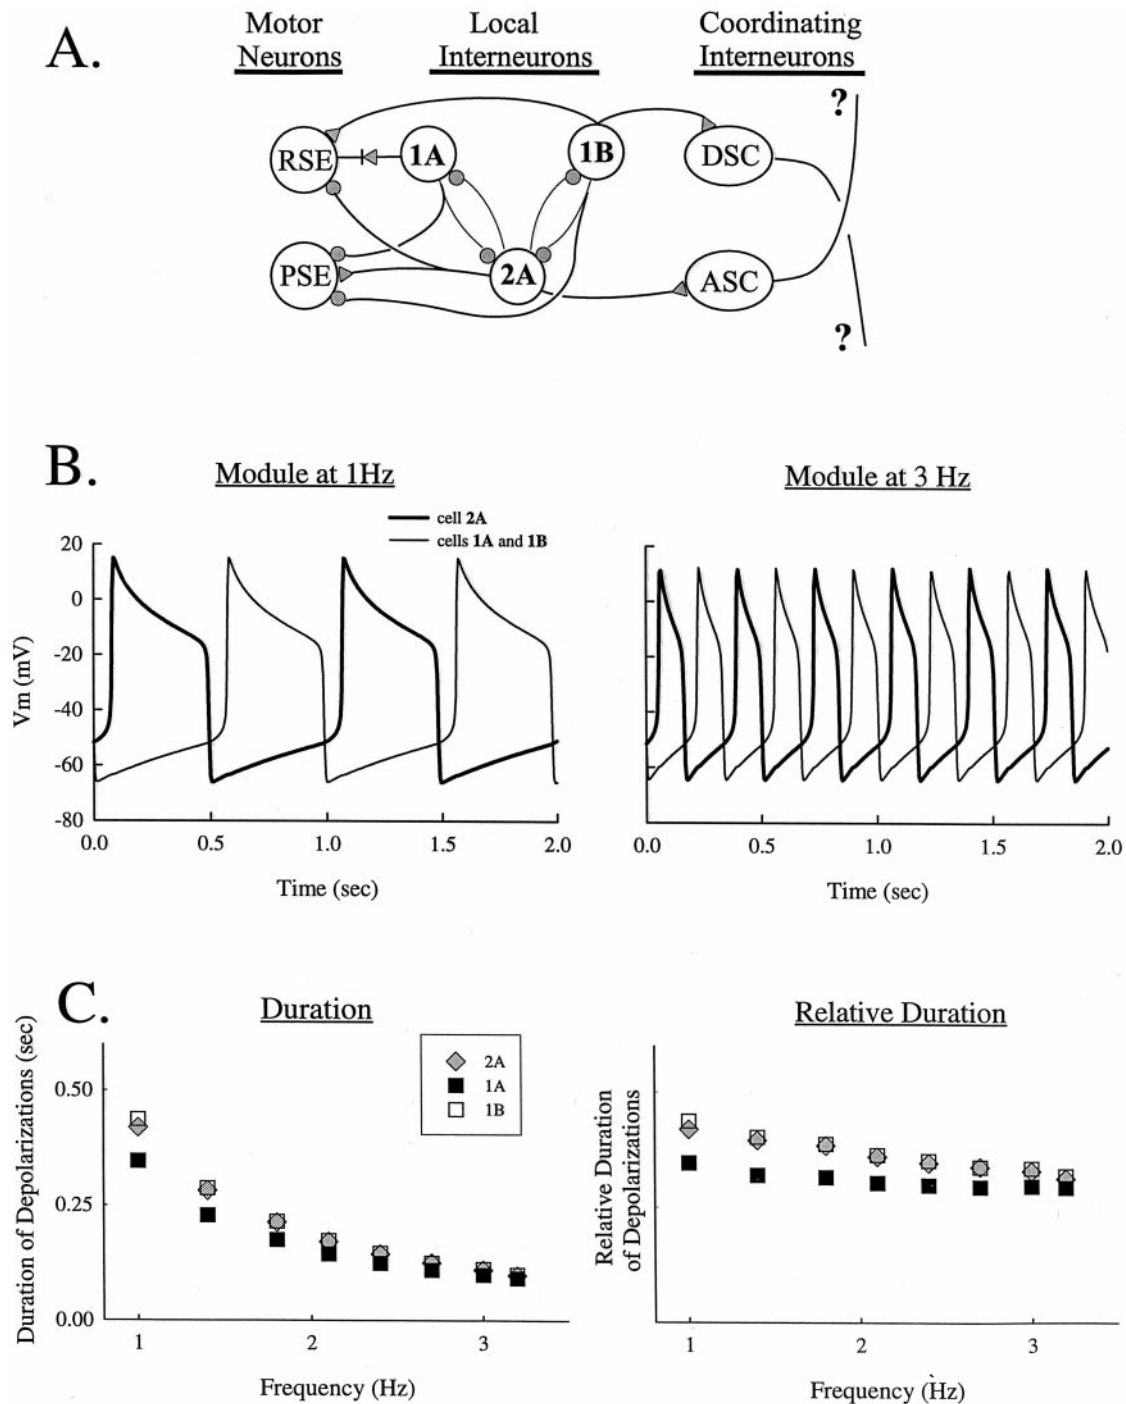 A.
Motor Neurons
Local Interneurons
Coordinating Interneurons
RSE
1A
1B
DSC
?
PSE
2A
ASC
?
B.
Module at 1Hz
Module at 3 Hz
cell 2A
cells 1A and 1B
Vm (mV)
20
0
-20
-40
-60
-80
0.0 0.5 1.0 1.5 2.0
Time (sec)
0.0 0.5 1.0 1.5 2.0
Time (sec)
C.
Duration
Relative Duration
Duration of Depolarizations (sec)
0.50
0.25
0.00
2A
1A
1B
1 2 3
Frequency (Hz)
Relative Duration
of Depolarizations
1 2 3
Frequency (Hz)